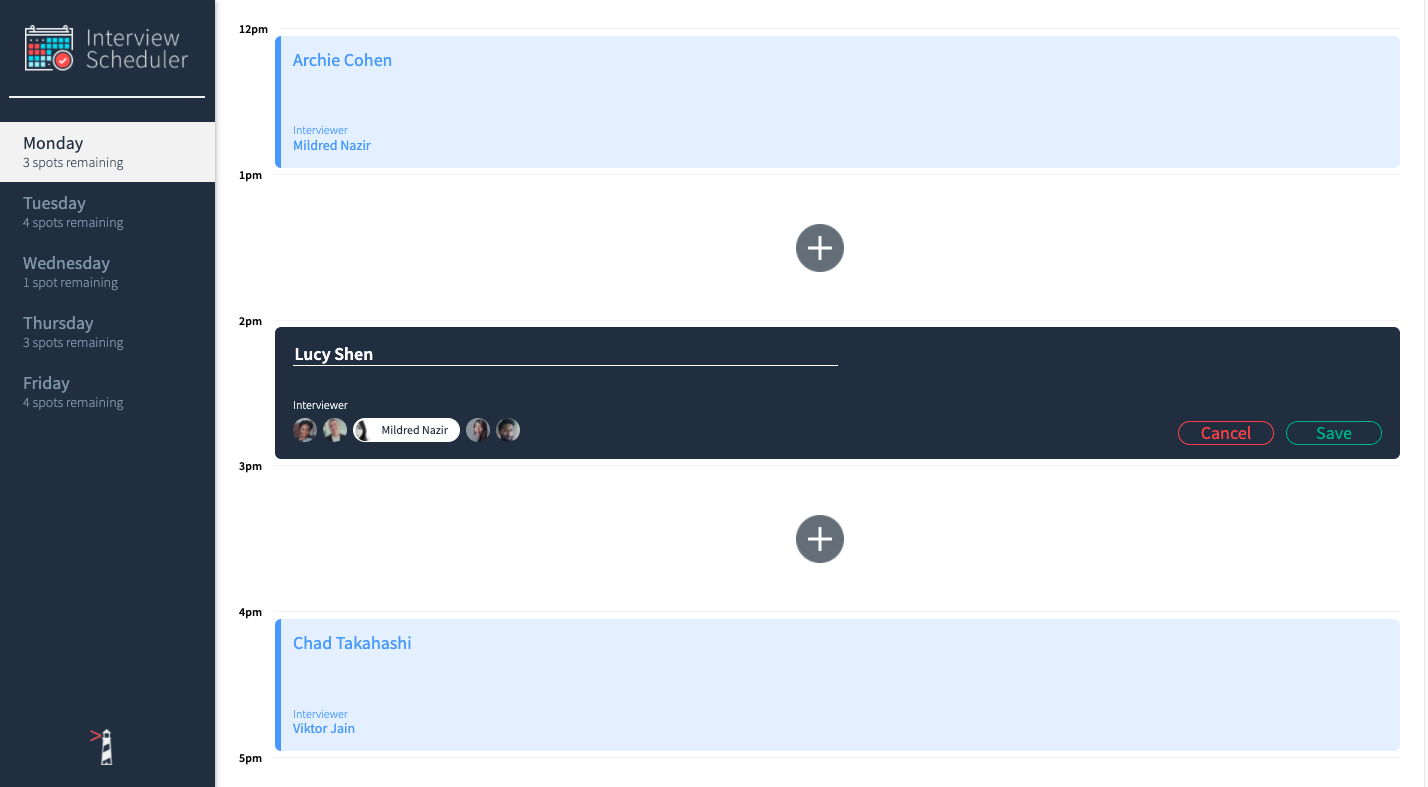 Interview
Scheduler
Monday
3 spots remaining
Tuesday
4 spots remaining
Wednesday
1 spot remaining
Thursday
3 spots remaining
Friday
4 spots remaining
12pm
Archie Cohen
Interviewer
Mildred Nazir
1pm
2pm
Lucy Shen
Interviewer
Mildred Nazir
Cancel
Save
3pm
4pm
Chad Takahashi
Interviewer
Viktor Jain
5pm